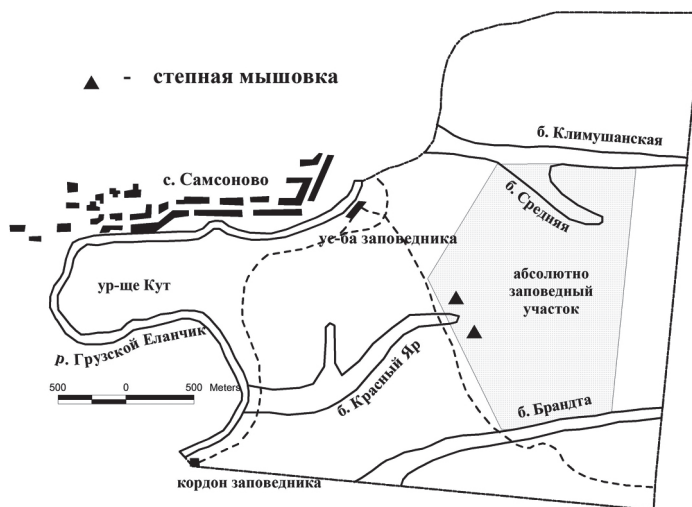 - степная мышовка
б. Климушанская
с. Самсоново
б. Средняя
ус-ба заповедника
абсолютно
заповедный
участок
ур-ще Кут
р. Грузской Еланчик
б. Красный Яр
500 0 500 Meters
б. Брандта
кордон заповедника